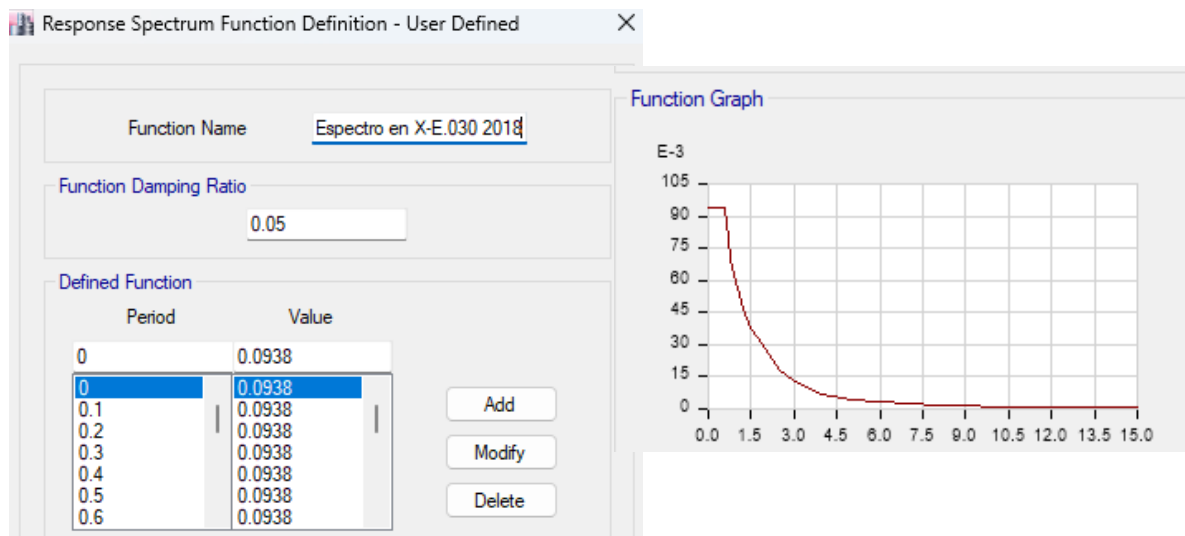 Response Spectrum Function Definition - User Defined
Function Name
Espectro en X-E.030 2018
Function Damping Ratio
0.05
Defined Function
Period Value
0 0.0938
0 0.0938
0.1 0.0938
0.2 0.0938
0.3 0.0938
0.4 0.0938
0.5 0.0938
0.6 0.0938
Add
Modify
Delete
Function Graph
E-3
105
90
75
60
45
30
15
0
0.0 1.5 3.0 4.5 6.0 7.5 9.0 10.5 12.0 13.5 15.0